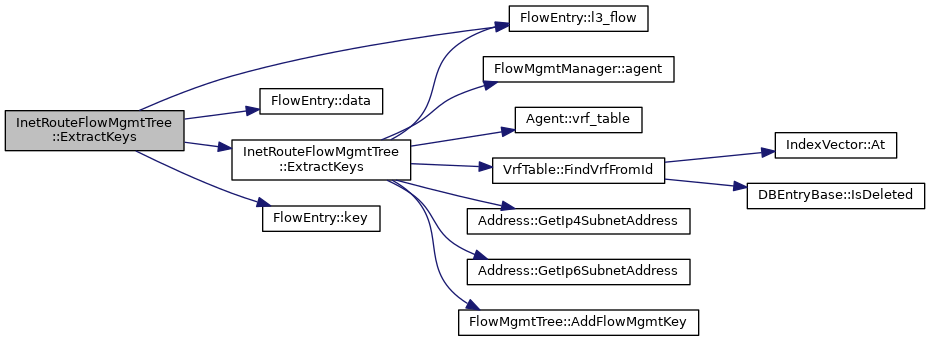 InetRouteFlowMgmtTree
::ExtractKeys
FlowEntry::l3_flow
FlowEntry::data
InetRouteFlowMgmtTree
::ExtractKeys
FlowEntry::key
FlowMgmtManager::agent
Agent::vrf_table
VrfTable::FindVrfFromId
Address::GetIp4SubnetAddress
Address::GetIp6SubnetAddress
FlowMgmtTree::AddFlowMgmtKey
IndexVector::At
DBEntryBase::IsDeleted